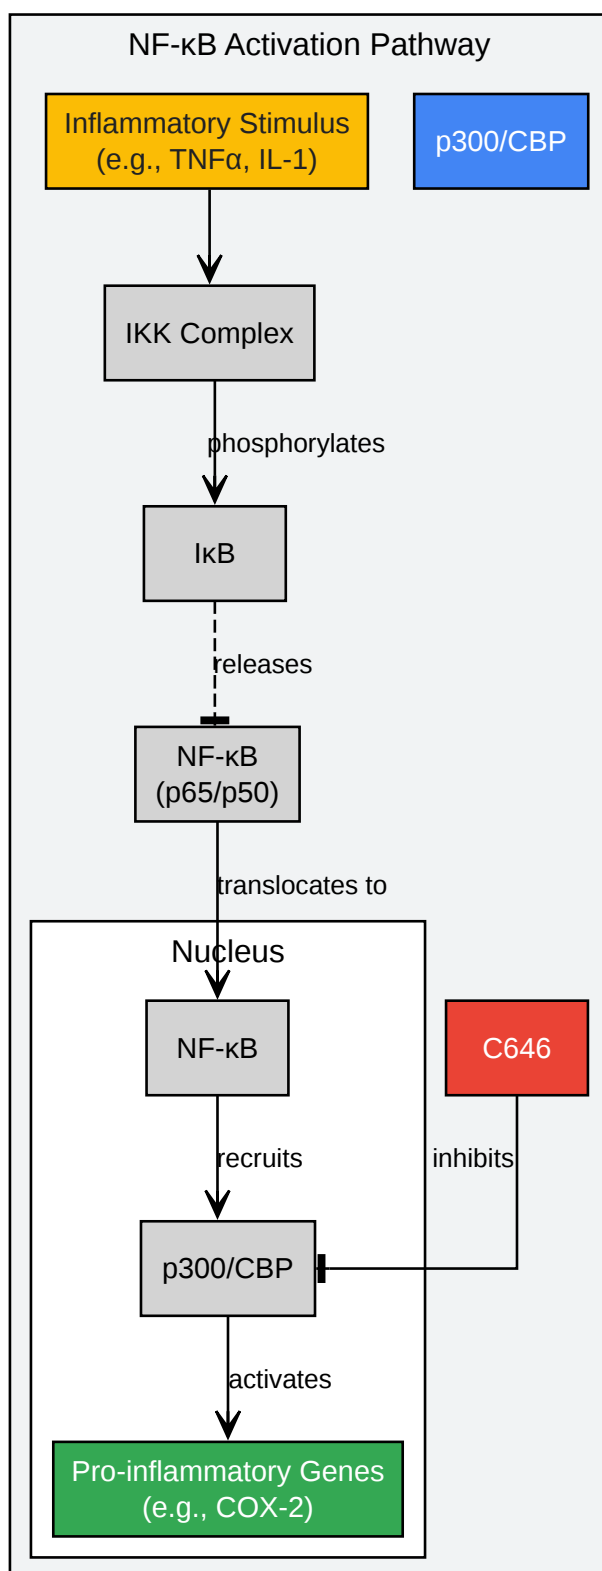 NF-κB Activation Pathway
Inflammatory Stimulus
(e.g., TNFα, IL-1)
p300/CBP
IKK Complex
phosphorylates
IκB
releases
NF-κB
(p65/p50)
translocates to
Nucleus
NF-κB
C646
recruits
inhibits
p300/CBP
activates
Pro-inflammatory Genes
(e.g., COX-2)